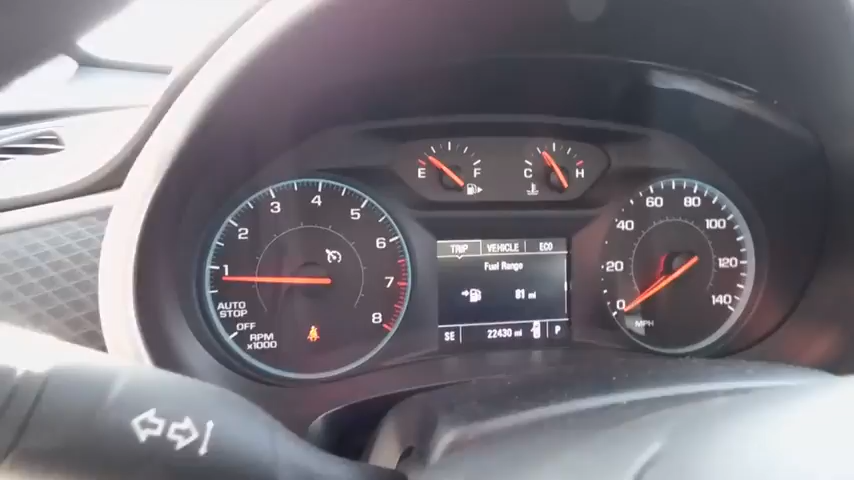 E F C H
1 2 3 4 5 6 7 8
AUTO
STOP
OFF
RPM
x1000
TRIP VEHICLE ECO
Fuel Range
81 mi
SE 22430 mi P
0 20 40 60 80 100 120 140
MPH